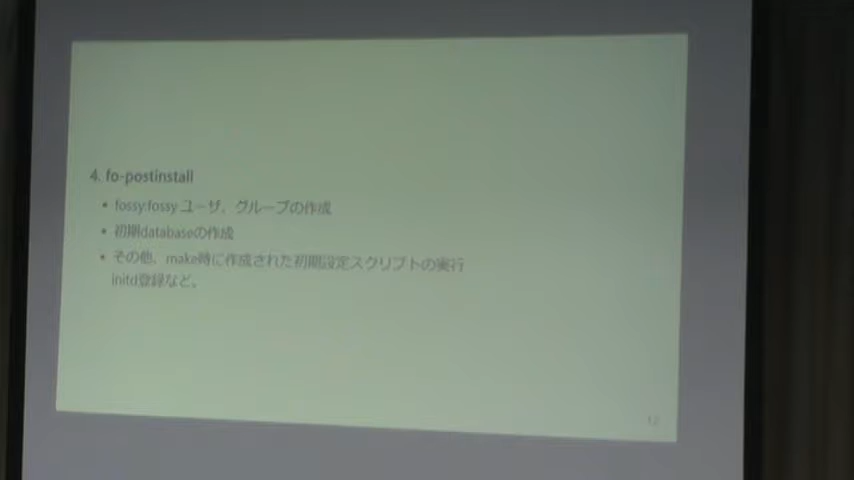 4. fo-postinstall
• fossy:fossy ユーザ、グループの作成
• 初期databaseの作成
• その他、make時に作成された初期設定スクリプトの実行
initd登録など。